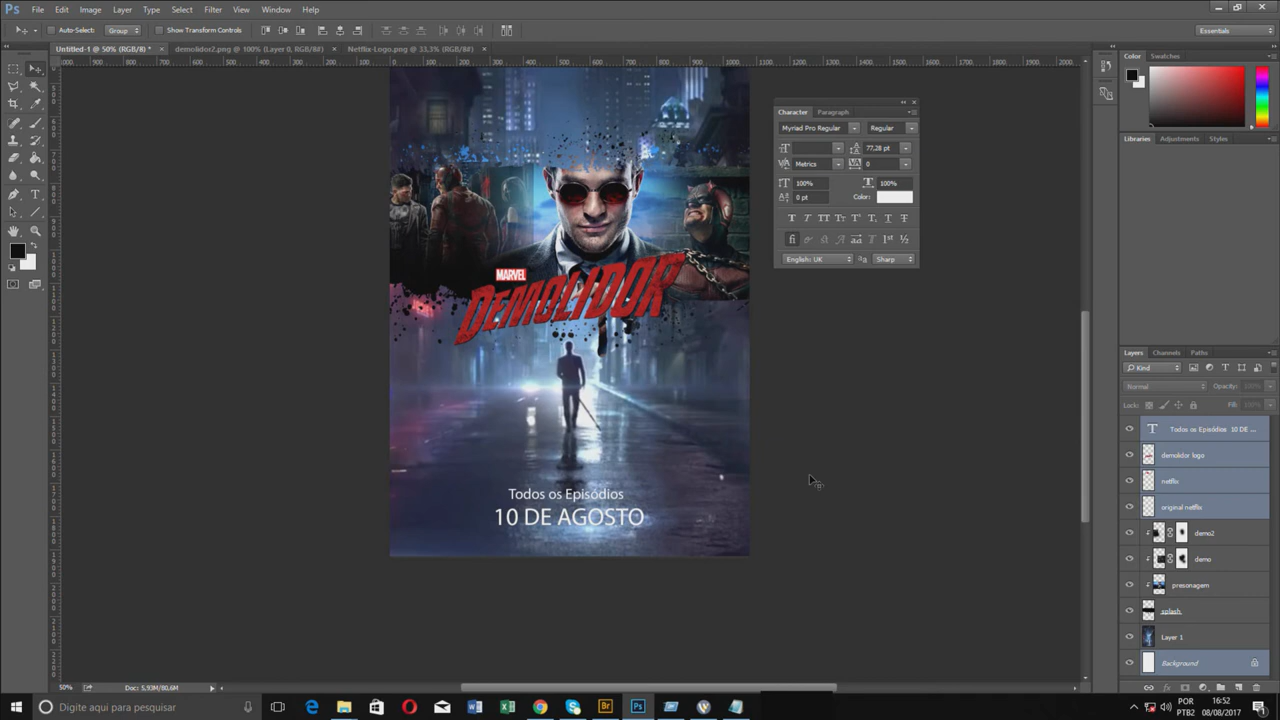 Ps File Edit Image Layer Type Select Filter View Window Help
Auto-Select: Group Show Transform Controls Essentials
Untitled-1 @ 50% (RGB/8) * × demolidor2.png @ 100% (Layer 0, RGB/8#) × Netflix-Logo.png @ 33,3% (RGB/8#) ×
Color Swatches
Character Paragraph
Myriad Pro Regular Regular
77,28 pt
Metrics 0
100% 100%
0 pt Color:
English: UK Sharp
Libraries Adjustments Styles
MARVEL
DEMOLIDOR
Todos os Episódios
10 DE AGOSTO
Layers Channels Paths
Kind
Normal Opacity: 100%
Lock: Fill: 100%
Todos os Episódios 10 DE ...
demolidor logo
netflix
original netflix
demo2
demo
presonagem
splash
Layer 1
Background
50% Doc: 5,93M/80,6M
Digite aqui para pesquisar
POR
PTB2
16:52
08/08/2017